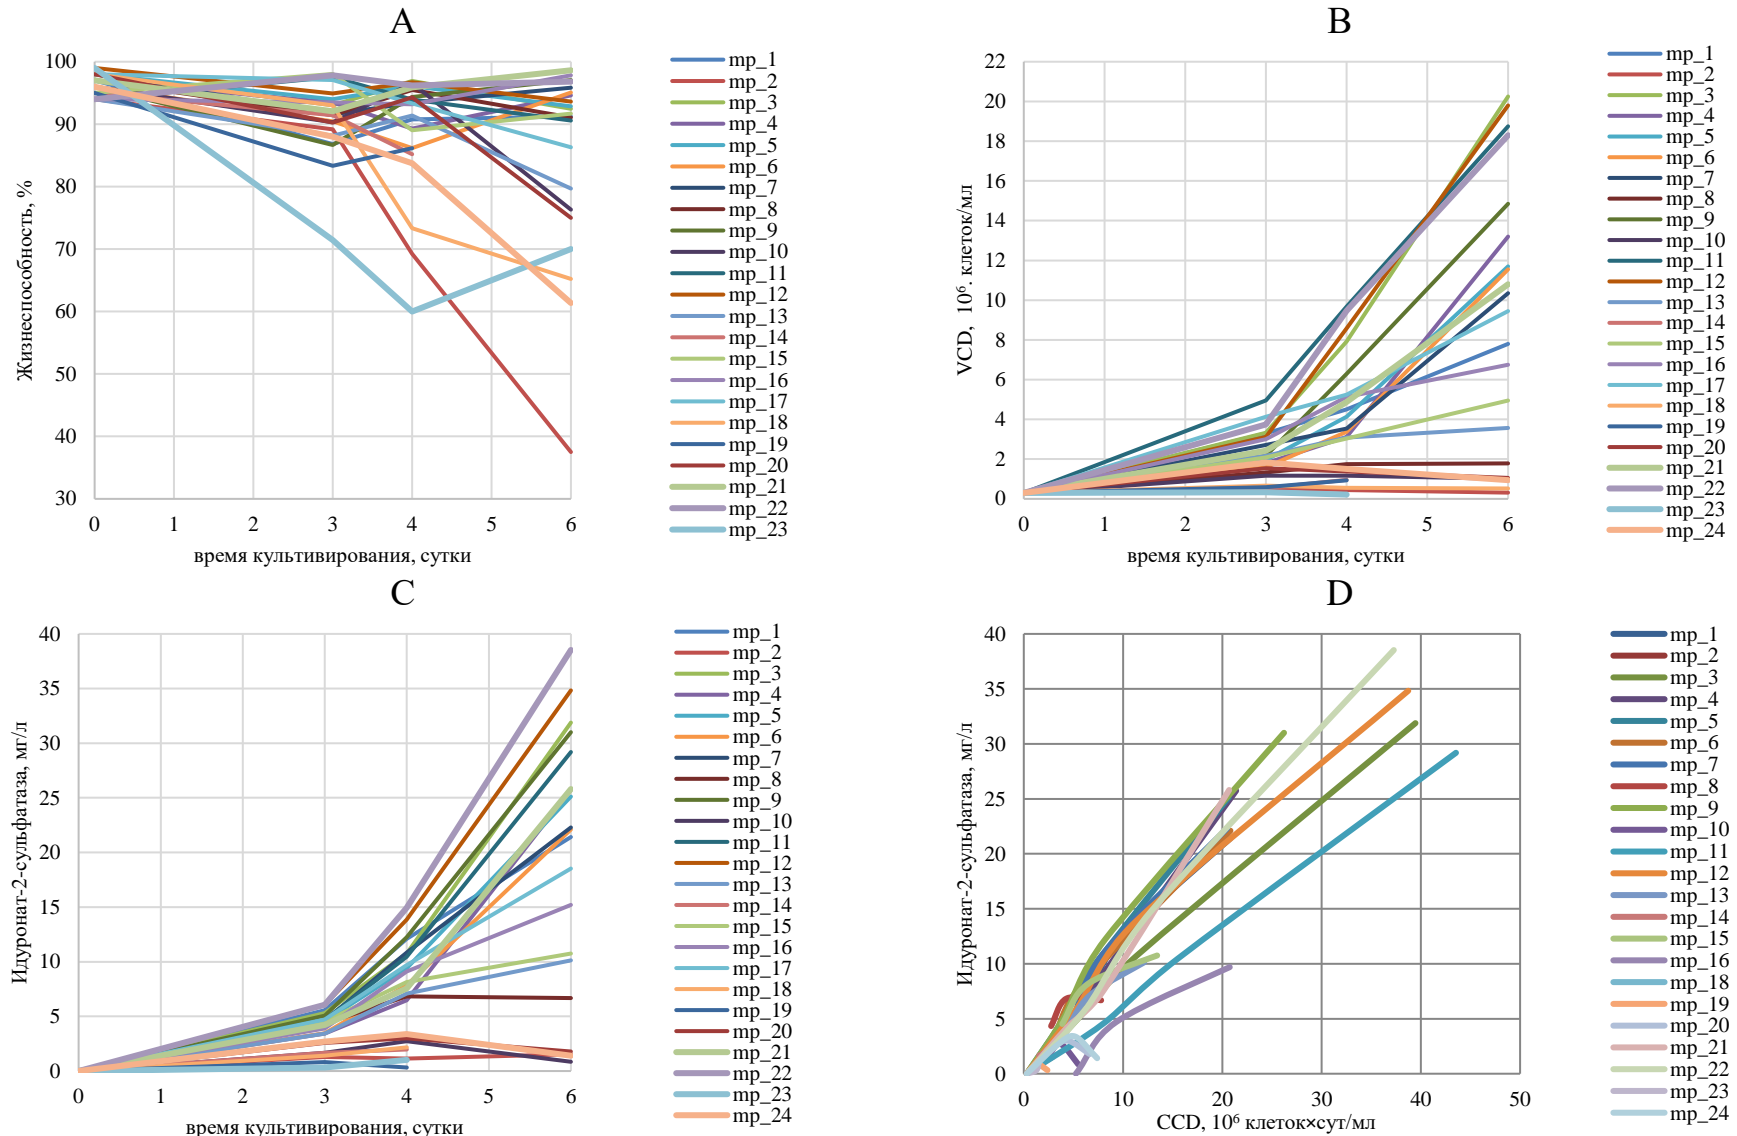 A
100
90
80
70
60
50
40
30
0 1 2 3 4 5 6
Жизнеспособность, %
время культивирования, сутки
mp_1
mp_2
mp_3
mp_4
mp_5
mp_6
mp_7
mp_8
mp_9
mp_10
mp_11
mp_12
mp_13
mp_14
mp_15
mp_16
mp_17
mp_18
mp_19
mp_20
mp_21
mp_22
mp_23
B
22
20
18
16
14
12
10
8
6
4
2
0
0 1 2 3 4 5 6
VCD, 10⁶. клеток/мл
время культивирования, сутки
mp_1
mp_2
mp_3
mp_4
mp_5
mp_6
mp_7
mp_8
mp_9
mp_10
mp_11
mp_12
mp_13
mp_14
mp_15
mp_16
mp_17
mp_18
mp_19
mp_20
mp_21
mp_22
mp_23
mp_24
C
40
35
30
25
20
15
10
5
0
0 1 2 3 4 5 6
Идуронат-2-сульфатаза, мг/л
время культивирования, сутки
mp_1
mp_2
mp_3
mp_4
mp_5
mp_6
mp_7
mp_8
mp_9
mp_10
mp_11
mp_12
mp_13
mp_14
mp_15
mp_16
mp_17
mp_18
mp_19
mp_20
mp_21
mp_22
mp_23
mp_24
D
40
35
30
25
20
15
10
5
0
0 10 20 30 40 50
Идуронат-2-сульфатаза, мг/л
CCD, 10⁶ клеток×сут/мл
mp_1
mp_2
mp_3
mp_4
mp_5
mp_6
mp_7
mp_8
mp_9
mp_10
mp_11
mp_12
mp_13
mp_14
mp_15
mp_16
mp_18
mp_19
mp_20
mp_21
mp_22
mp_23
mp_24